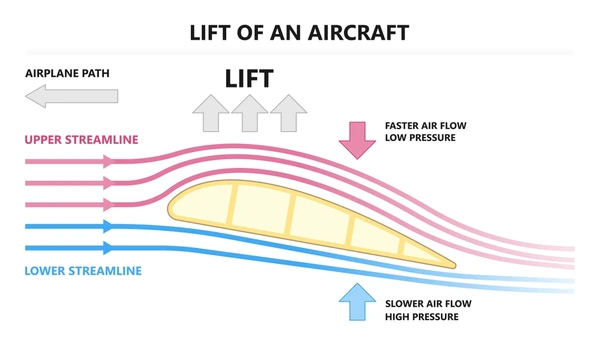 LIFT OF AN AIRCRAFT
AIRPLANE PATH
LIFT
FASTER AIR FLOW
LOW PRESSURE
UPPER STREAMLINE
LOWER STREAMLINE
SLOWER AIR FLOW
HIGH PRESSURE